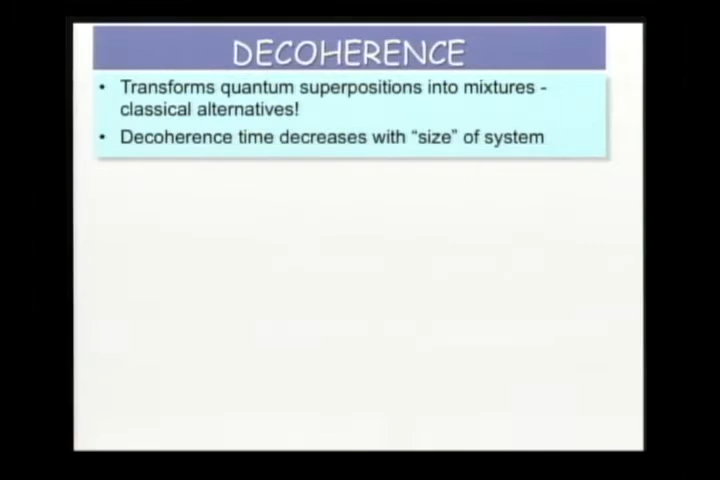 DECOHERENCE
• Transforms quantum superpositions into mixtures -
classical alternatives!
• Decoherence time decreases with “size” of system